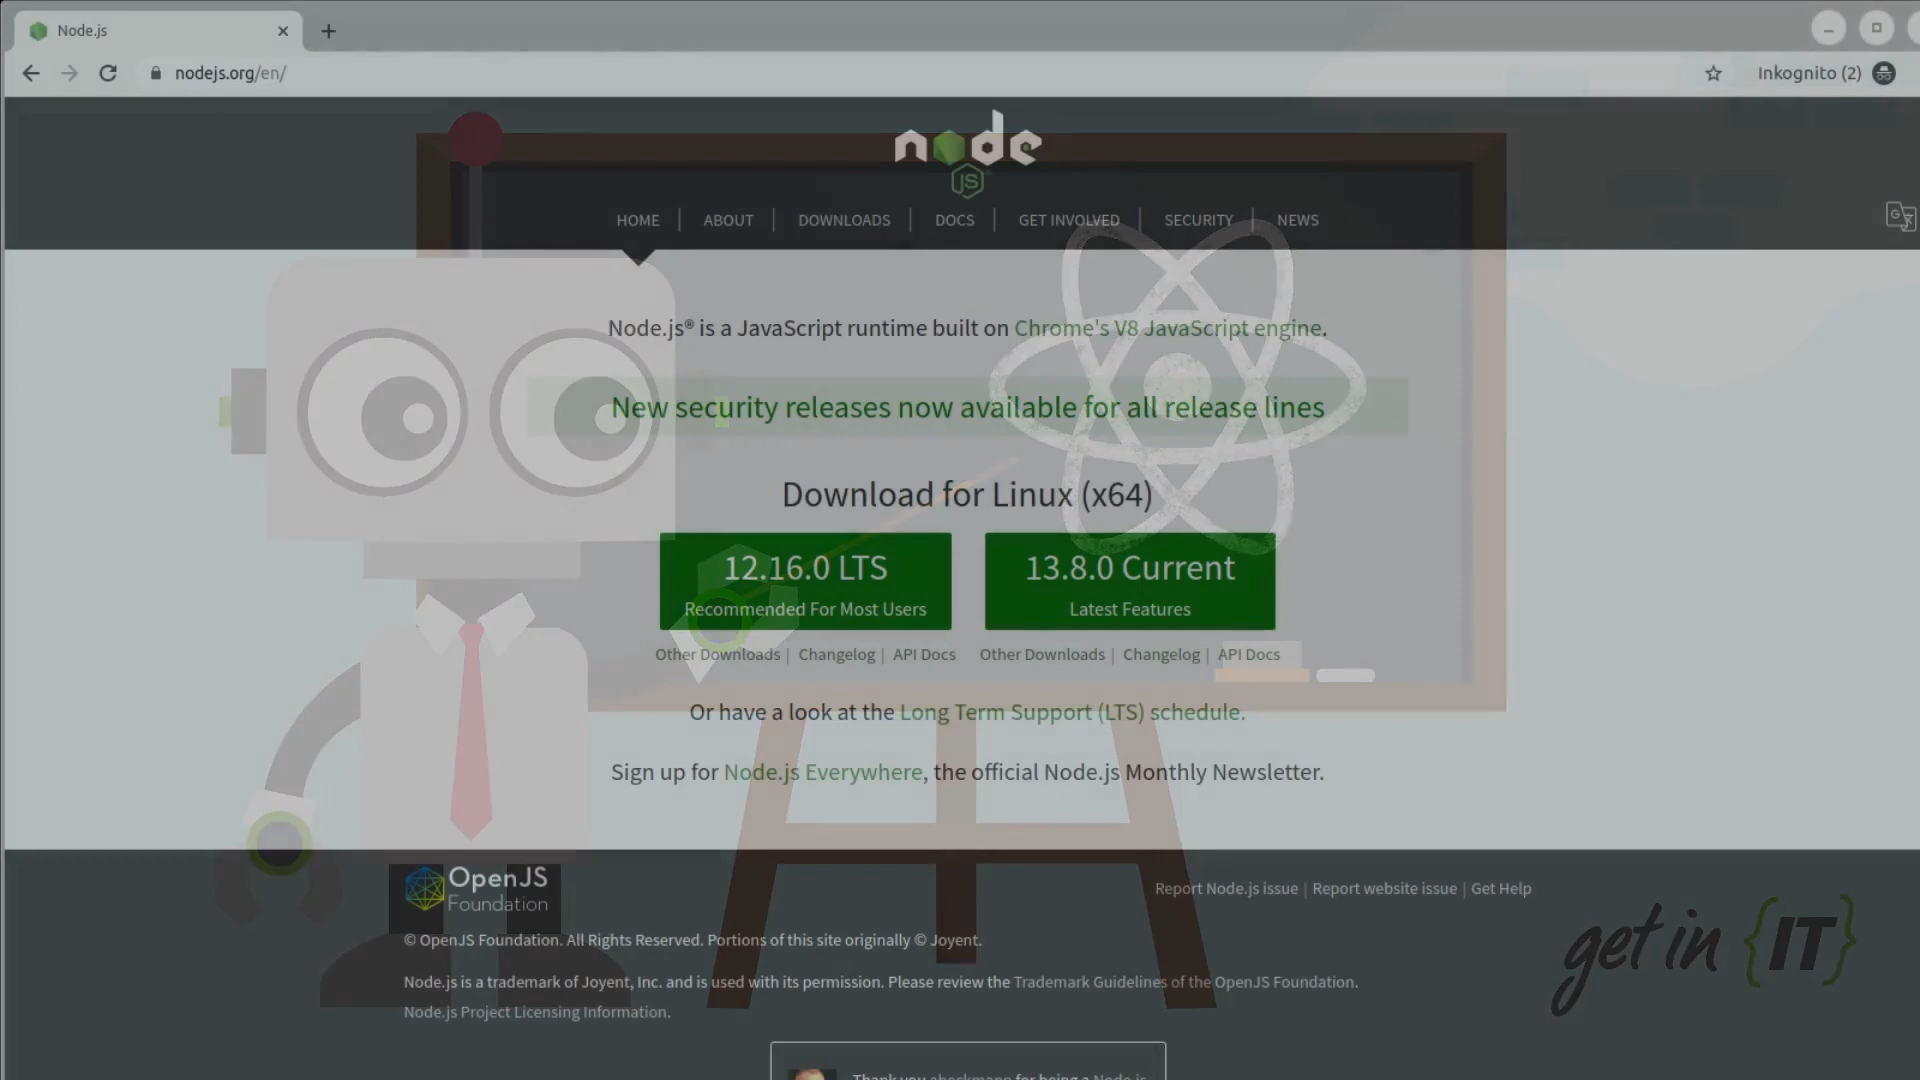 Node.js
nodejs.org/en/
Inkognito (2)
node
JS
HOME | ABOUT | DOWNLOADS | DOCS | GET INVOLVED | SECURITY | NEWS
Node.js® is a JavaScript runtime built on Chrome's V8 JavaScript engine.
New security releases now available for all release lines
Download for Linux (x64)
12.16.0 LTS
Recommended For Most Users
13.8.0 Current
Latest Features
Other Downloads | Changelog | API Docs
Other Downloads | Changelog | API Docs
Or have a look at the Long Term Support (LTS) schedule.
Sign up for Node.js Everywhere, the official Node.js Monthly Newsletter.
OpenJS
Foundation
Report Node.js issue | Report website issue | Get Help
© OpenJS Foundation. All Rights Reserved. Portions of this site originally © Joyent.
Node.js is a trademark of Joyent, Inc. and is used with its permission. Please review the Trademark Guidelines of the OpenJS Foundation.
Node.js Project Licensing Information.
get in {IT}
Thank you abeckmann for being a Node.js